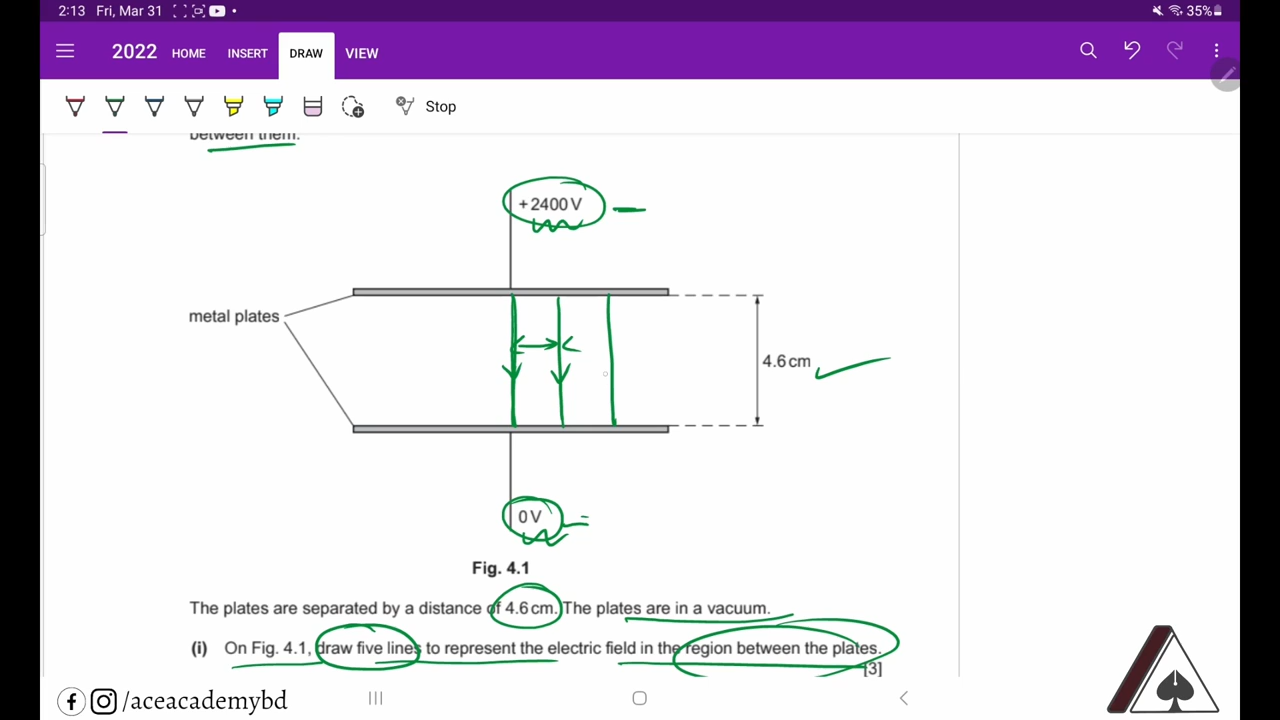 2:13 Fri, Mar 31 35%
2022 HOME INSERT DRAW VIEW
Stop
between them.
+2400 V
metal plates
4.6 cm
0 V
Fig. 4.1
The plates are separated by a distance of 4.6 cm. The plates are in a vacuum.
(i) On Fig. 4.1, draw five lines to represent the electric field in the region between the plates.
[3]
/aceacademybd